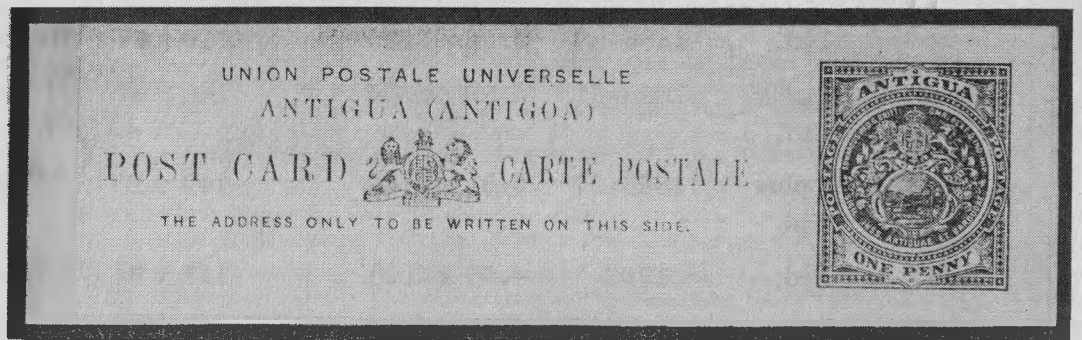 UNION POSTALE UNIVERSELLE
ANTIGUA (ANTIGOA)
POST CARD CARTE POSTALE
THE ADDRESS ONLY TO BE WRITTEN ON THIS SIDE.
ANTIGUA
POSTAGE POSTAGE
ONE PENNY